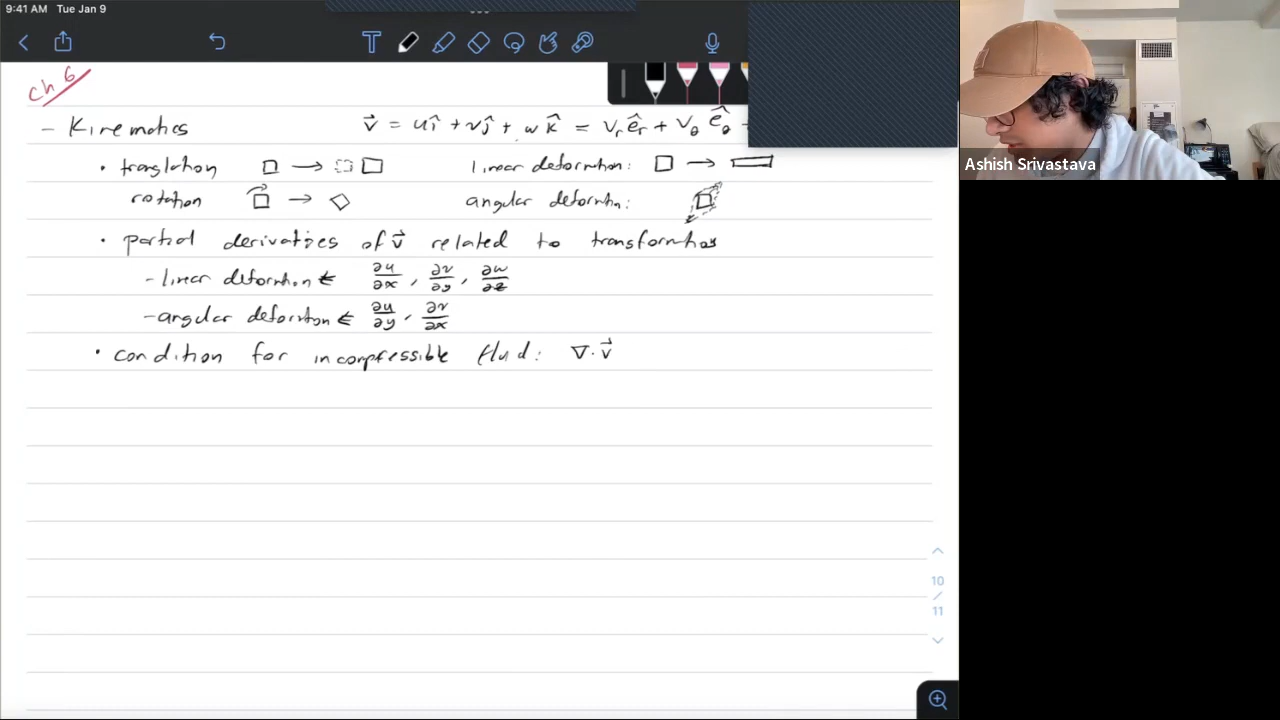 9:41 AM Tue Jan 9
Ch 6
- Kinematics v⃗ = uî + vĵ + wk̂ = Vr êr + Vθ êθ
• translation □ → □ linear deformation: □ →
rotation □ → ◇ angular deformation:
• partial derivatives of v⃗ related to transformations
- linear deformation ← ∂u/∂x, ∂v/∂y, ∂w/∂z
- angular deformation ← ∂u/∂y, ∂v/∂x
• condition for incompressible fluid: ∇·v⃗
10
/
11
Ashish Srivastava